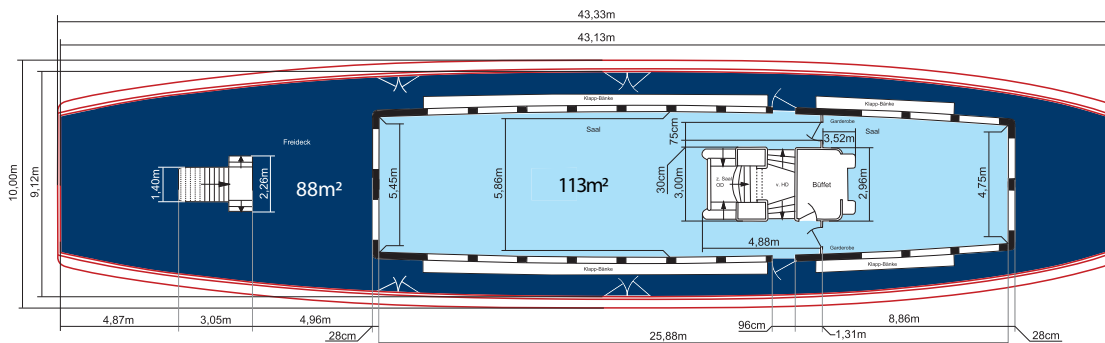 43,33m
43,13m
Klapp-Bänke
Klapp-Bänke
Freideck
Saal
75cm
Garderobe
Saal
3,52m
10,00m
9,12m
1,40m
2,26m
88m²
5,45m
5,86m
113m²
30cm
3,00m
z. Saal
OD
v. HD
Büffet
2,96m
4,75m
4,88m
Garderobe
Klapp-Bänke
Klapp-Bänke
4,87m
3,05m
4,96m
28cm
25,88m
96cm
1,31m
8,86m
28cm